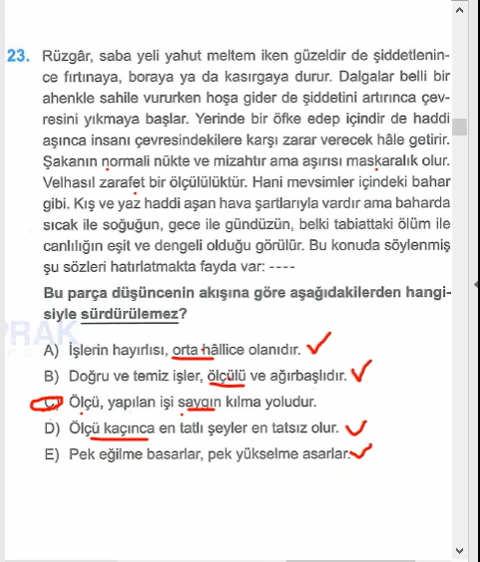 23. Rüzgâr, saba yeli yahut meltem iken güzeldir de şiddetlenin-
ce fırtınaya, boraya ya da kasırgaya durur. Dalgalar belli bir
ahenkle sahile vururken hoşa gider de şiddetini artırınca çev-
resini yıkmaya başlar. Yerinde bir öfke edep içindir de haddi
aşınca insanı çevresindekilere karşı zarar verecek hâle getirir.
Şakanın normali nükte ve mizahtır ama aşırısı maskaralık olur.
Velhasıl zarafet bir ölçülülüktür. Hani mevsimler içindeki bahar
gibi. Kış ve yaz haddi aşan hava şartlarıyla vardır ama baharda
sıcak ile soğuğun, gece ile gündüzün, belki tabiattaki ölüm ile
canlılığın eşit ve dengeli olduğu görülür. Bu konuda söylenmiş
şu sözleri hatırlatmakta fayda var: ----
Bu parça düşüncenin akışına göre aşağıdakilerden hangi-
siyle sürdürülemez?
PRAK
A) İşlerin hayırlısı, orta hâllice olanıdır.
B) Doğru ve temiz işler, ölçülü ve ağırbaşlıdır.
C) Ölçü, yapılan işi saygın kılma yoludur.
D) Ölçü kaçınca en tatlı şeyler en tatsız olur.
E) Pek eğilme basarlar, pek yükselme asarlar.